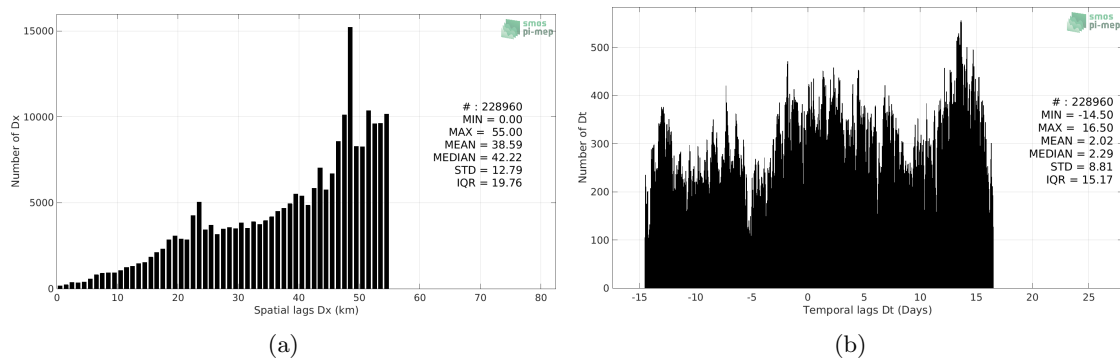 smos
pi-mep
15000
10000
5000
0
Number of Dx
# : 228960
MIN = 0.00
MAX = 55.00
MEAN = 38.59
MEDIAN = 42.22
STD = 12.79
IQR = 19.76
0 10 20 30 40 50 60 70 80
Spatial lags Dx (km)
(a)
smos
pi-mep
500
400
300
200
100
0
Number of Dt
# : 228960
MIN = -14.50
MAX = 16.50
MEAN = 2.02
MEDIAN = 2.29
STD = 8.81
IQR = 15.17
-15 -10 -5 0 5 10 15 20 25
Temporal lags Dt (Days)
(b)